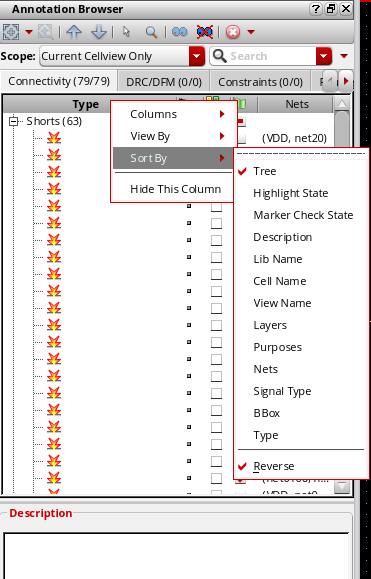 Annotation Browser
Scope: Current Cellview Only Search
Connectivity (79/79) DRC/DFM (0/0) Constraints (0/0)
Type Nets
Shorts (63)
(VDD, net20)
Columns
View By
Sort By
Hide This Column
Tree
Highlight State
Marker Check State
Description
Lib Name
Cell Name
View Name
Layers
Purposes
Nets
Signal Type
BBox
Type
Reverse
Description